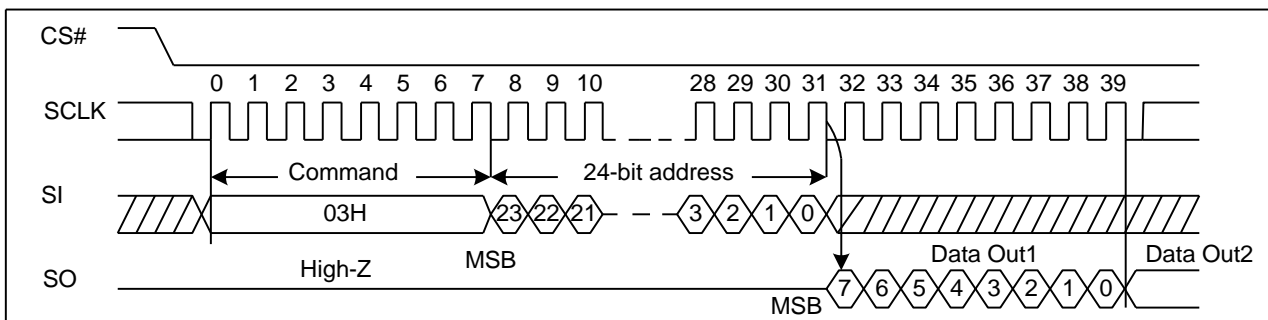 CS#
0 1 2 3 4 5 6 7 8 9 10 28 29 30 31 32 33 34 35 36 37 38 39
SCLK
Command 24-bit address
SI
03H 23 22 21 3 2 1 0
High-Z MSB Data Out1 Data Out2
SO
MSB 7 6 5 4 3 2 1 0